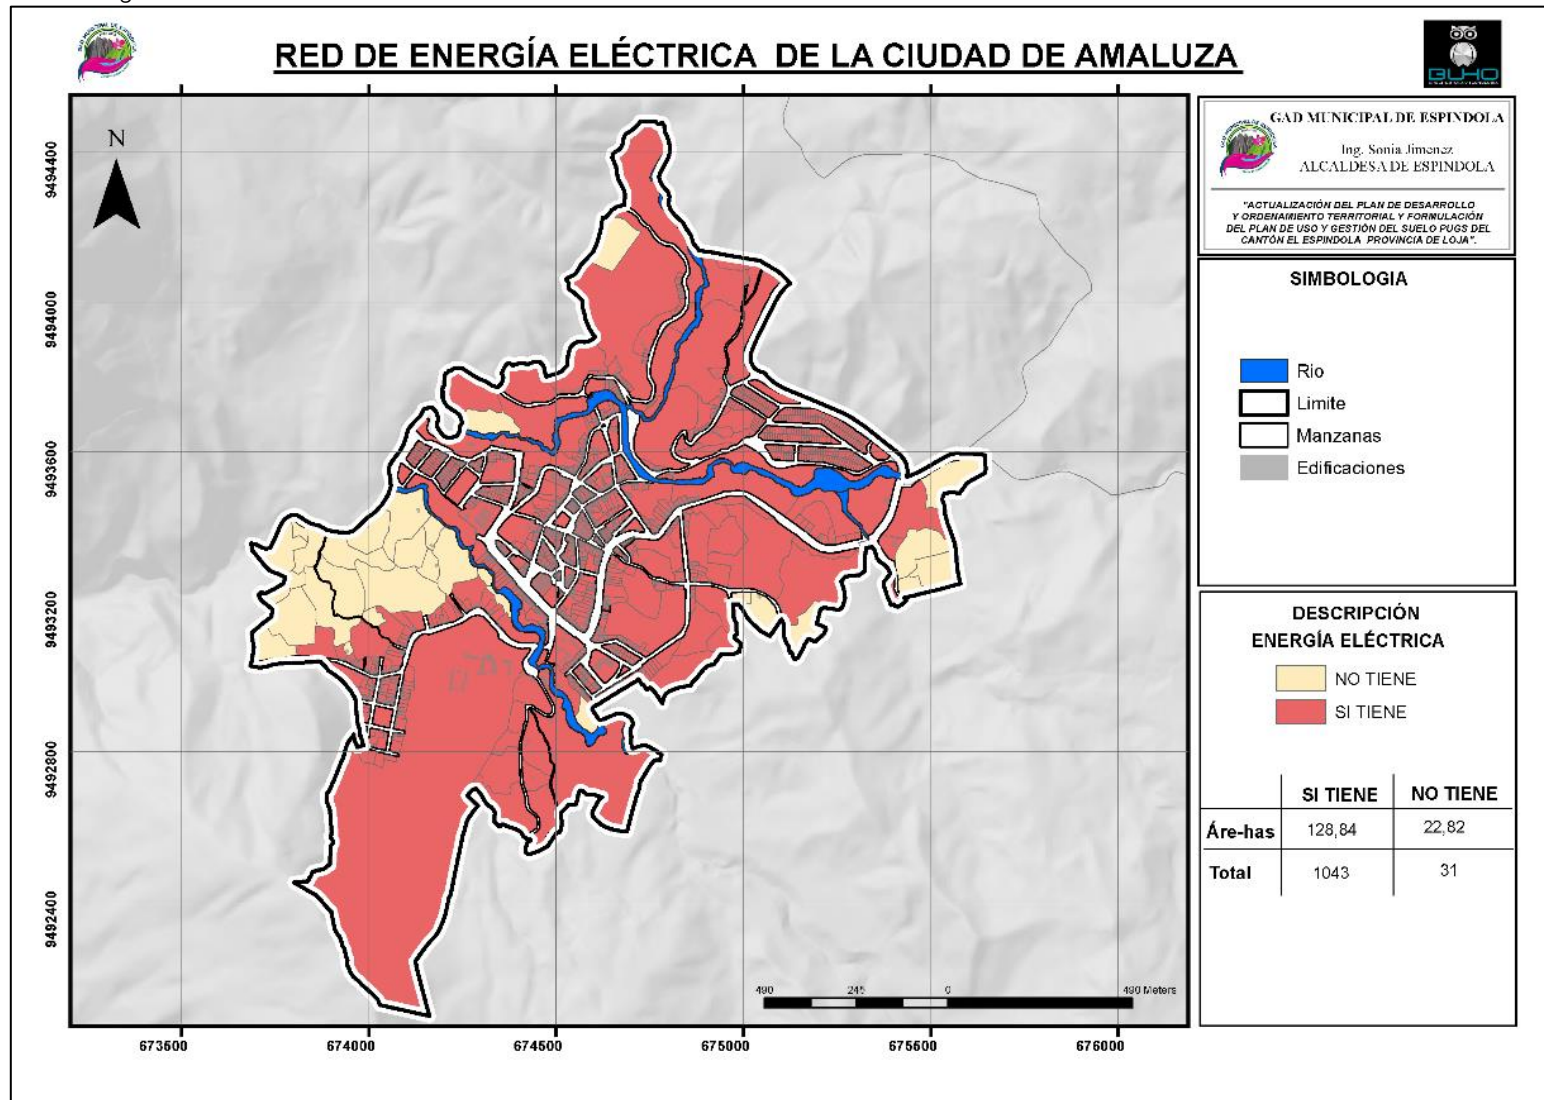 RED DE ENERGÍA ELÉCTRICA DE LA CIUDAD DE AMALUZA
BUHO
GAD MUNICIPAL DE ESPINDOLA
Ing. Sonia Jimenez
ALCALDESA DE ESPINDOLA
"ACTUALIZACIÓN DEL PLAN DE DESARROLLO
Y ORDENAMIENTO TERRITORIAL Y FORMULACIÓN
DEL PLAN DE USO Y GESTIÓN DEL SUELO PUGS DEL
CANTÓN EL ESPINDOLA PROVINCIA DE LOJA".
N
9494400
9494000
9493600
9493200
9492800
9492400
673500
674000
674500
675000
675500
676000
490
245
0
490 Meters
SIMBOLOGIA
Rio
Limite
Manzanas
Edificaciones
DESCRIPCIÓN
ENERGÍA ELÉCTRICA
NO TIENE
SI TIENE
SI TIENE NO TIENE
Áre-has 128,84 22,82
Total 1043 31